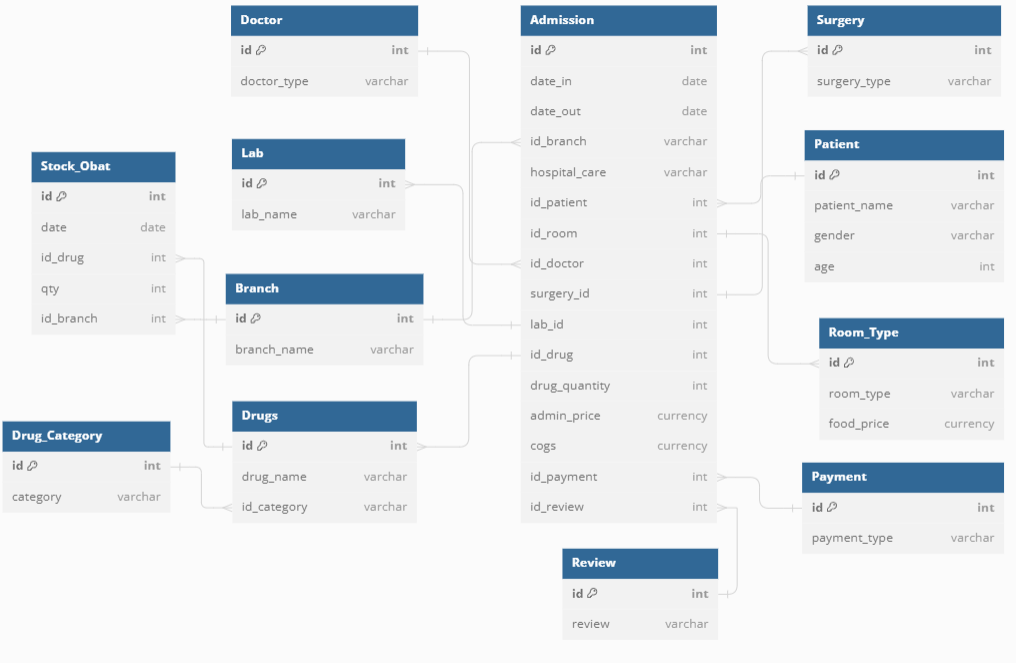 Doctor
id int
doctor_type varchar
Admission
id int
date_in date
date_out date
id_branch varchar
hospital_care varchar
id_patient int
id_room int
id_doctor int
surgery_id int
lab_id int
id_drug int
drug_quantity int
admin_price currency
cogs currency
id_payment int
id_review int
Surgery
id int
surgery_type varchar
Lab
id int
lab_name varchar
Patient
id int
patient_name varchar
gender varchar
age int
Stock_Obat
id int
date date
id_drug int
qty int
id_branch int
Branch
id int
branch_name varchar
Room_Type
id int
room_type varchar
food_price currency
Drugs
id int
drug_name varchar
id_category varchar
Drug_Category
id int
category varchar
Payment
id int
payment_type varchar
Review
id int
review varchar